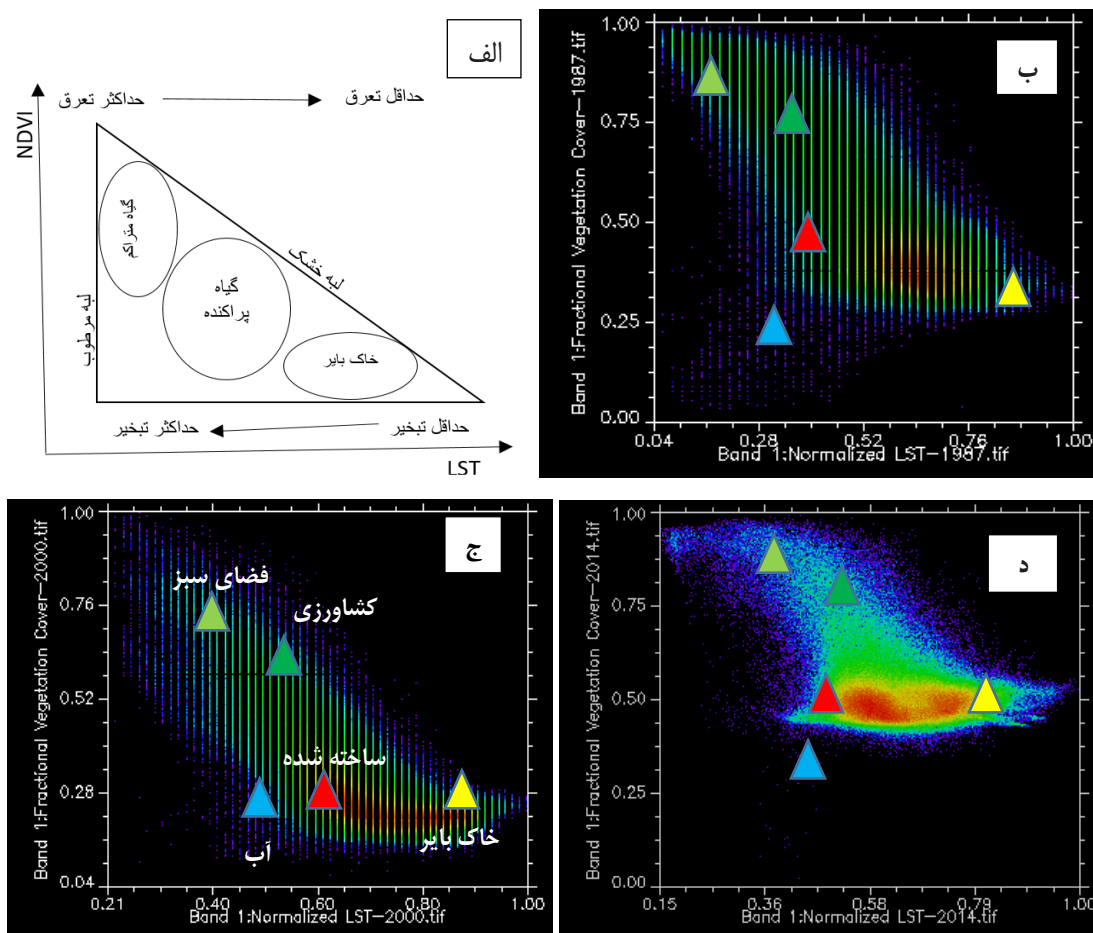 الف
NDVI
حداکثر تعرق
حداقل تعرق
گیاه متراکم
گیاه
پراکنده
خاک بایر
لبه خشک
لبه مرطوب
حداکثر تبخیر
حداقل تبخیر
LST
ب
Band 1:Fractional Vegetation Cover-1987.tif
1.00
0.75
0.50
0.25
0.00
0.04 0.28 0.52 0.76 1.00
Band 1:Normalized LST-1987.tif
ج
Band 1:Fractional Vegetation Cover-2000.tif
1.00
0.76
0.52
0.28
0.04
فضای سبز
کشاورزی
ساخته شده
آب
خاک بایر
0.21 0.40 0.60 0.80 1.00
Band 1:Normalized LST-2000.tif
د
Band 1:Fractional Vegetation Cover-2014.tif
1.00
0.75
0.50
0.25
0.00
0.15 0.36 0.58 0.79 1.00
Band 1:Normalized LST-2014.tif